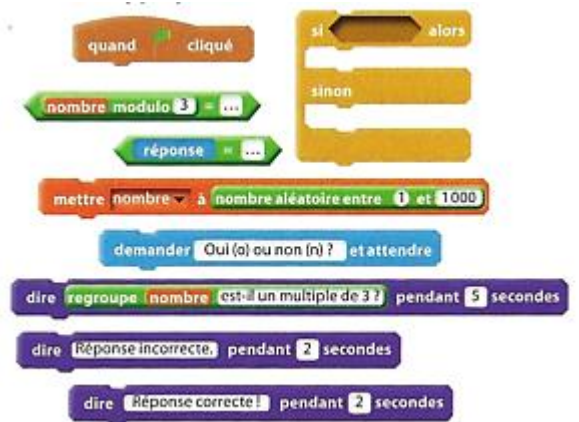 quand cliqué
si alors
sinon
nombre modulo 3 = ...
réponse = ...
mettre nombre à nombre aléatoire entre 1 et 1000
demander Oui (o) ou non (n) ? et attendre
dire regroupe nombre est-il un multiple de 3 ? pendant 5 secondes
dire Réponse incorrecte. pendant 2 secondes
dire Réponse correcte ! pendant 2 secondes